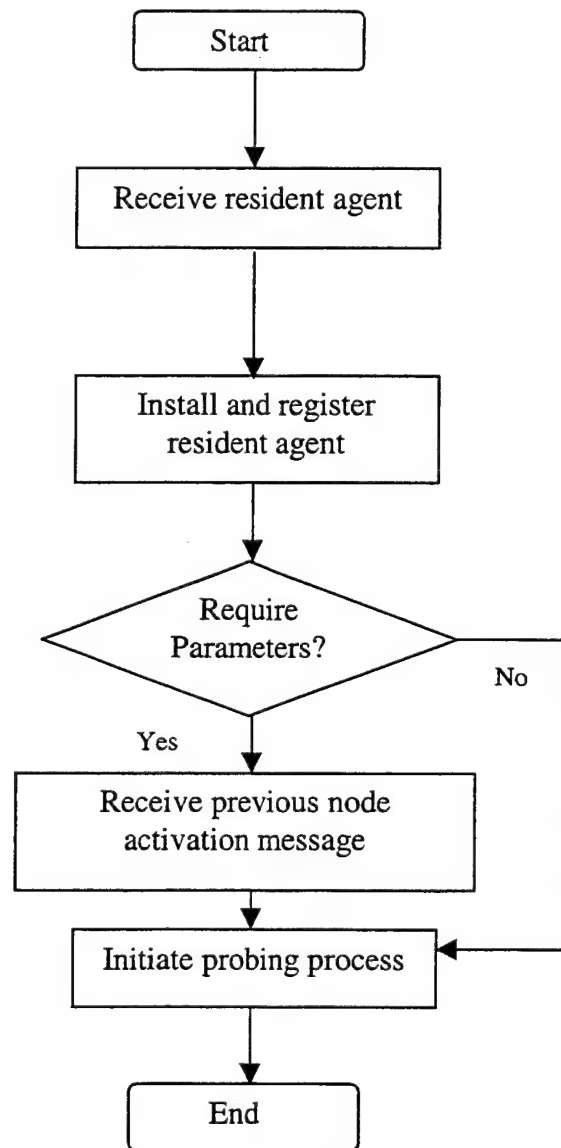 Start
Receive resident agent
Install and register
resident agent
Require
Parameters?
No
Yes
Receive previous node
activation message
Initiate probing process
End